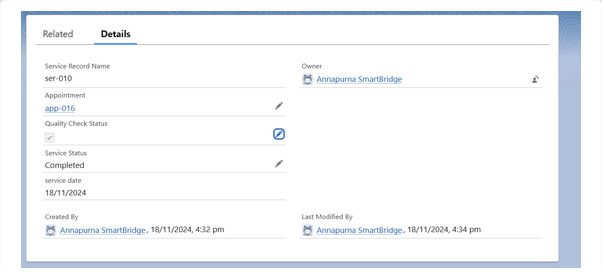 Related Details
Service Record Name
ser-010
Owner
Annapurna SmartBridge
Appointment
app-016
Quality Check Status
Service Status
Completed
service date
18/11/2024
Created By
Annapurna SmartBridge, 18/11/2024, 4:32 pm
Last Modified By
Annapurna SmartBridge, 18/11/2024, 4:34 pm